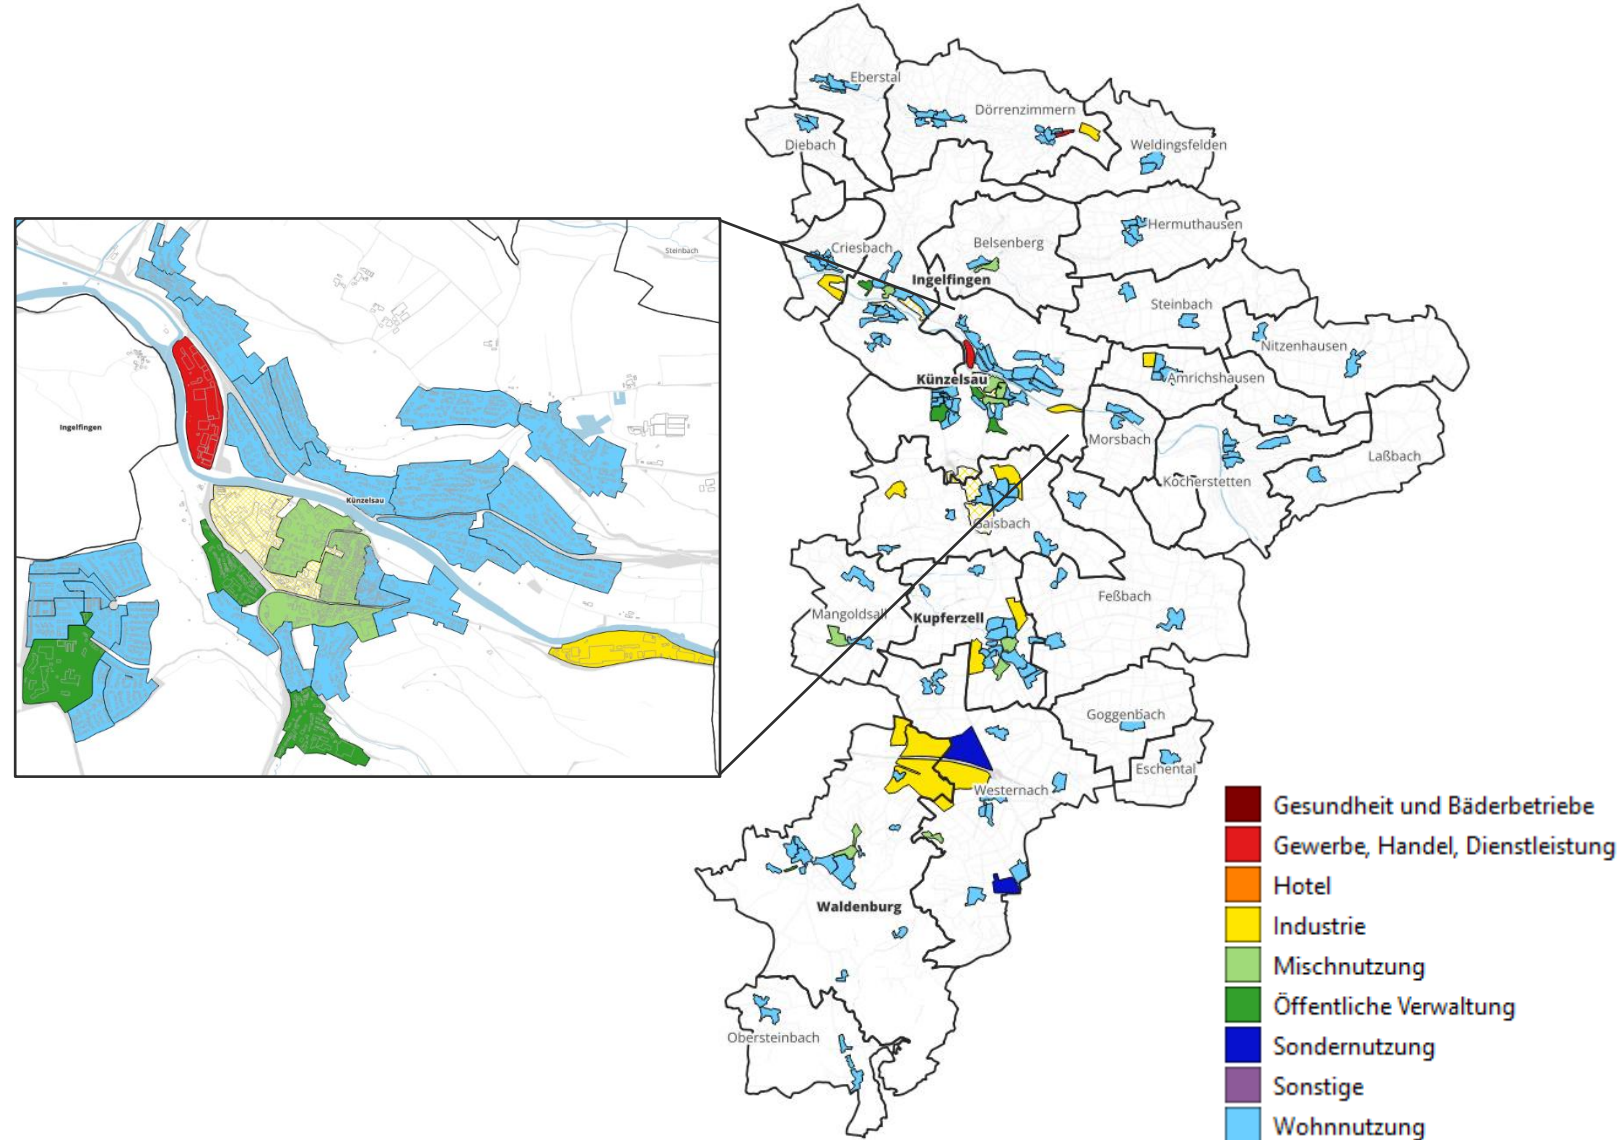 Eberstal
Dörrenzimmern
Diebach
Weldingsfelden
Hermuthausen
Criesbach
Belsenberg
Ingelfingen
Steinbach
Nitzenhausen
Künzelsau
Amrichshausen
Morsbach
Laßbach
Kocherstetten
Gaisbach
Feßbach
Mangoldsall
Kupferzell
Goggenbach
Eschental
Westernach
Waldenburg
Obersteinbach
Steinbach
Ingelfingen
Künzelsau
Gesundheit und Bäderbetriebe
Gewerbe, Handel, Dienstleistung
Hotel
Industrie
Mischnutzung
Öffentliche Verwaltung
Sondernutzung
Sonstige
Wohnnutzung